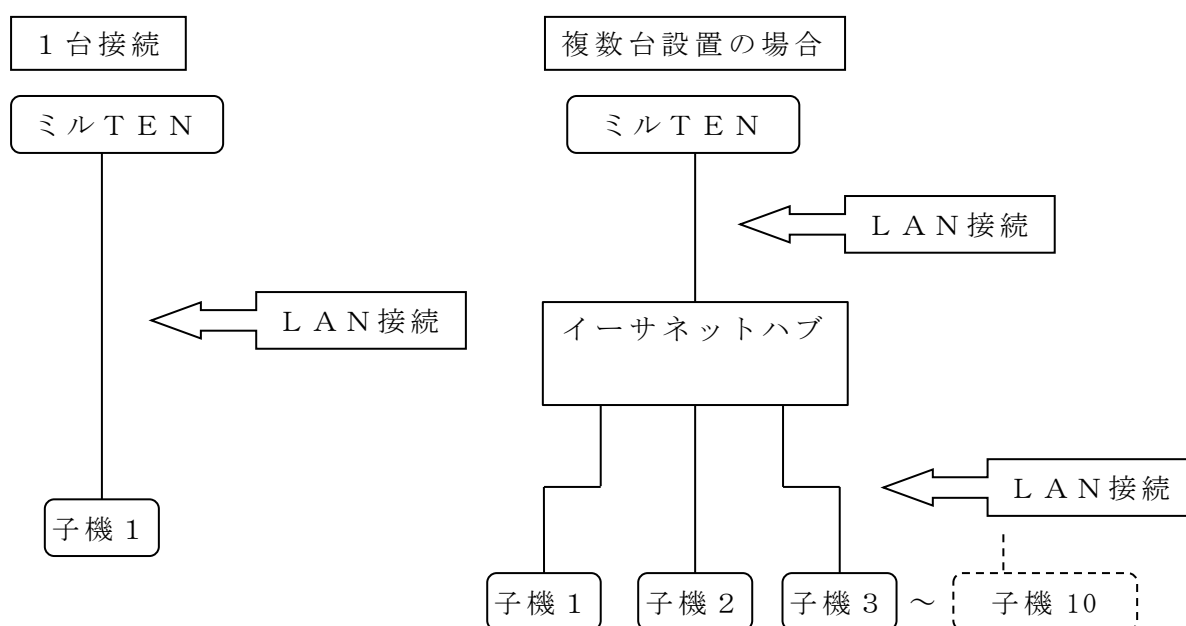 １台接続
ミルＴＥＮ
ＬＡＮ接続
子機１
複数台設置の場合
ミルＴＥＮ
ＬＡＮ接続
イーサネットハブ
ＬＡＮ接続
子機１
子機２
子機３
～
子機10